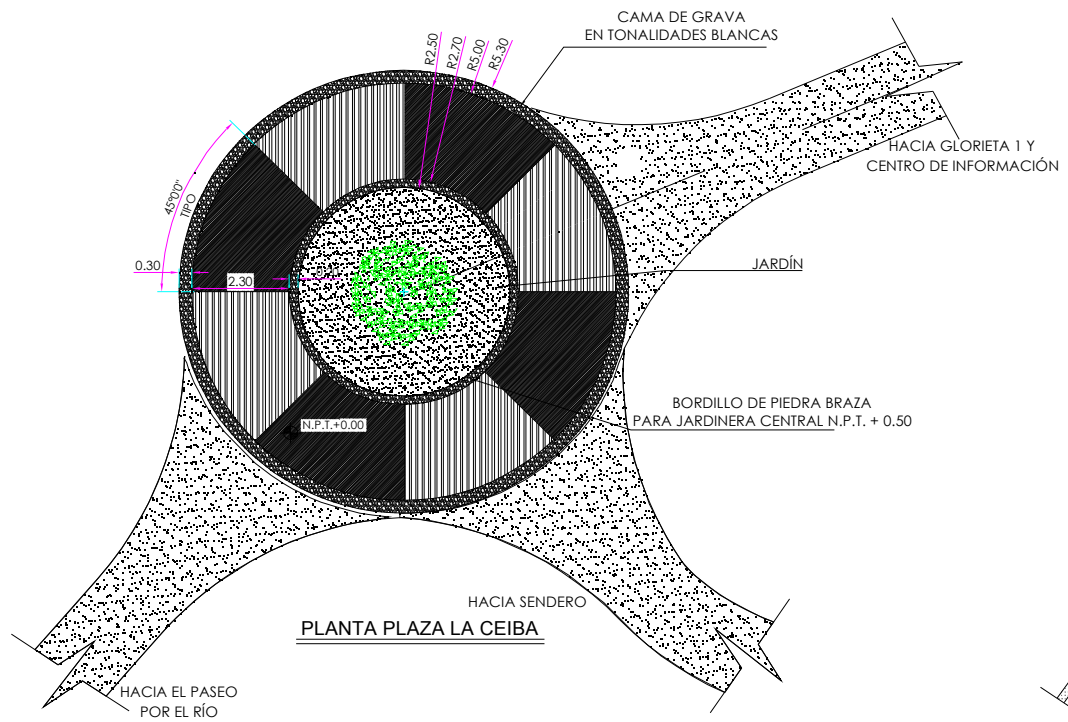 CAMA DE GRAVA
EN TONALIDADES BLANCAS
R2.50
R2.70
R5.00
R5.30
HACIA GLORIETA 1 Y
CENTRO DE INFORMACIÓN
45°0'0"
TIPO
0.30
2.30
JARDÍN
BORDILLO DE PIEDRA BRAZA
PARA JARDINERA CENTRAL N.P.T. + 0.50
N.P.T.+0.00
HACIA SENDERO
PLANTA PLAZA LA CEIBA
HACIA EL PASEO
POR EL RÍO